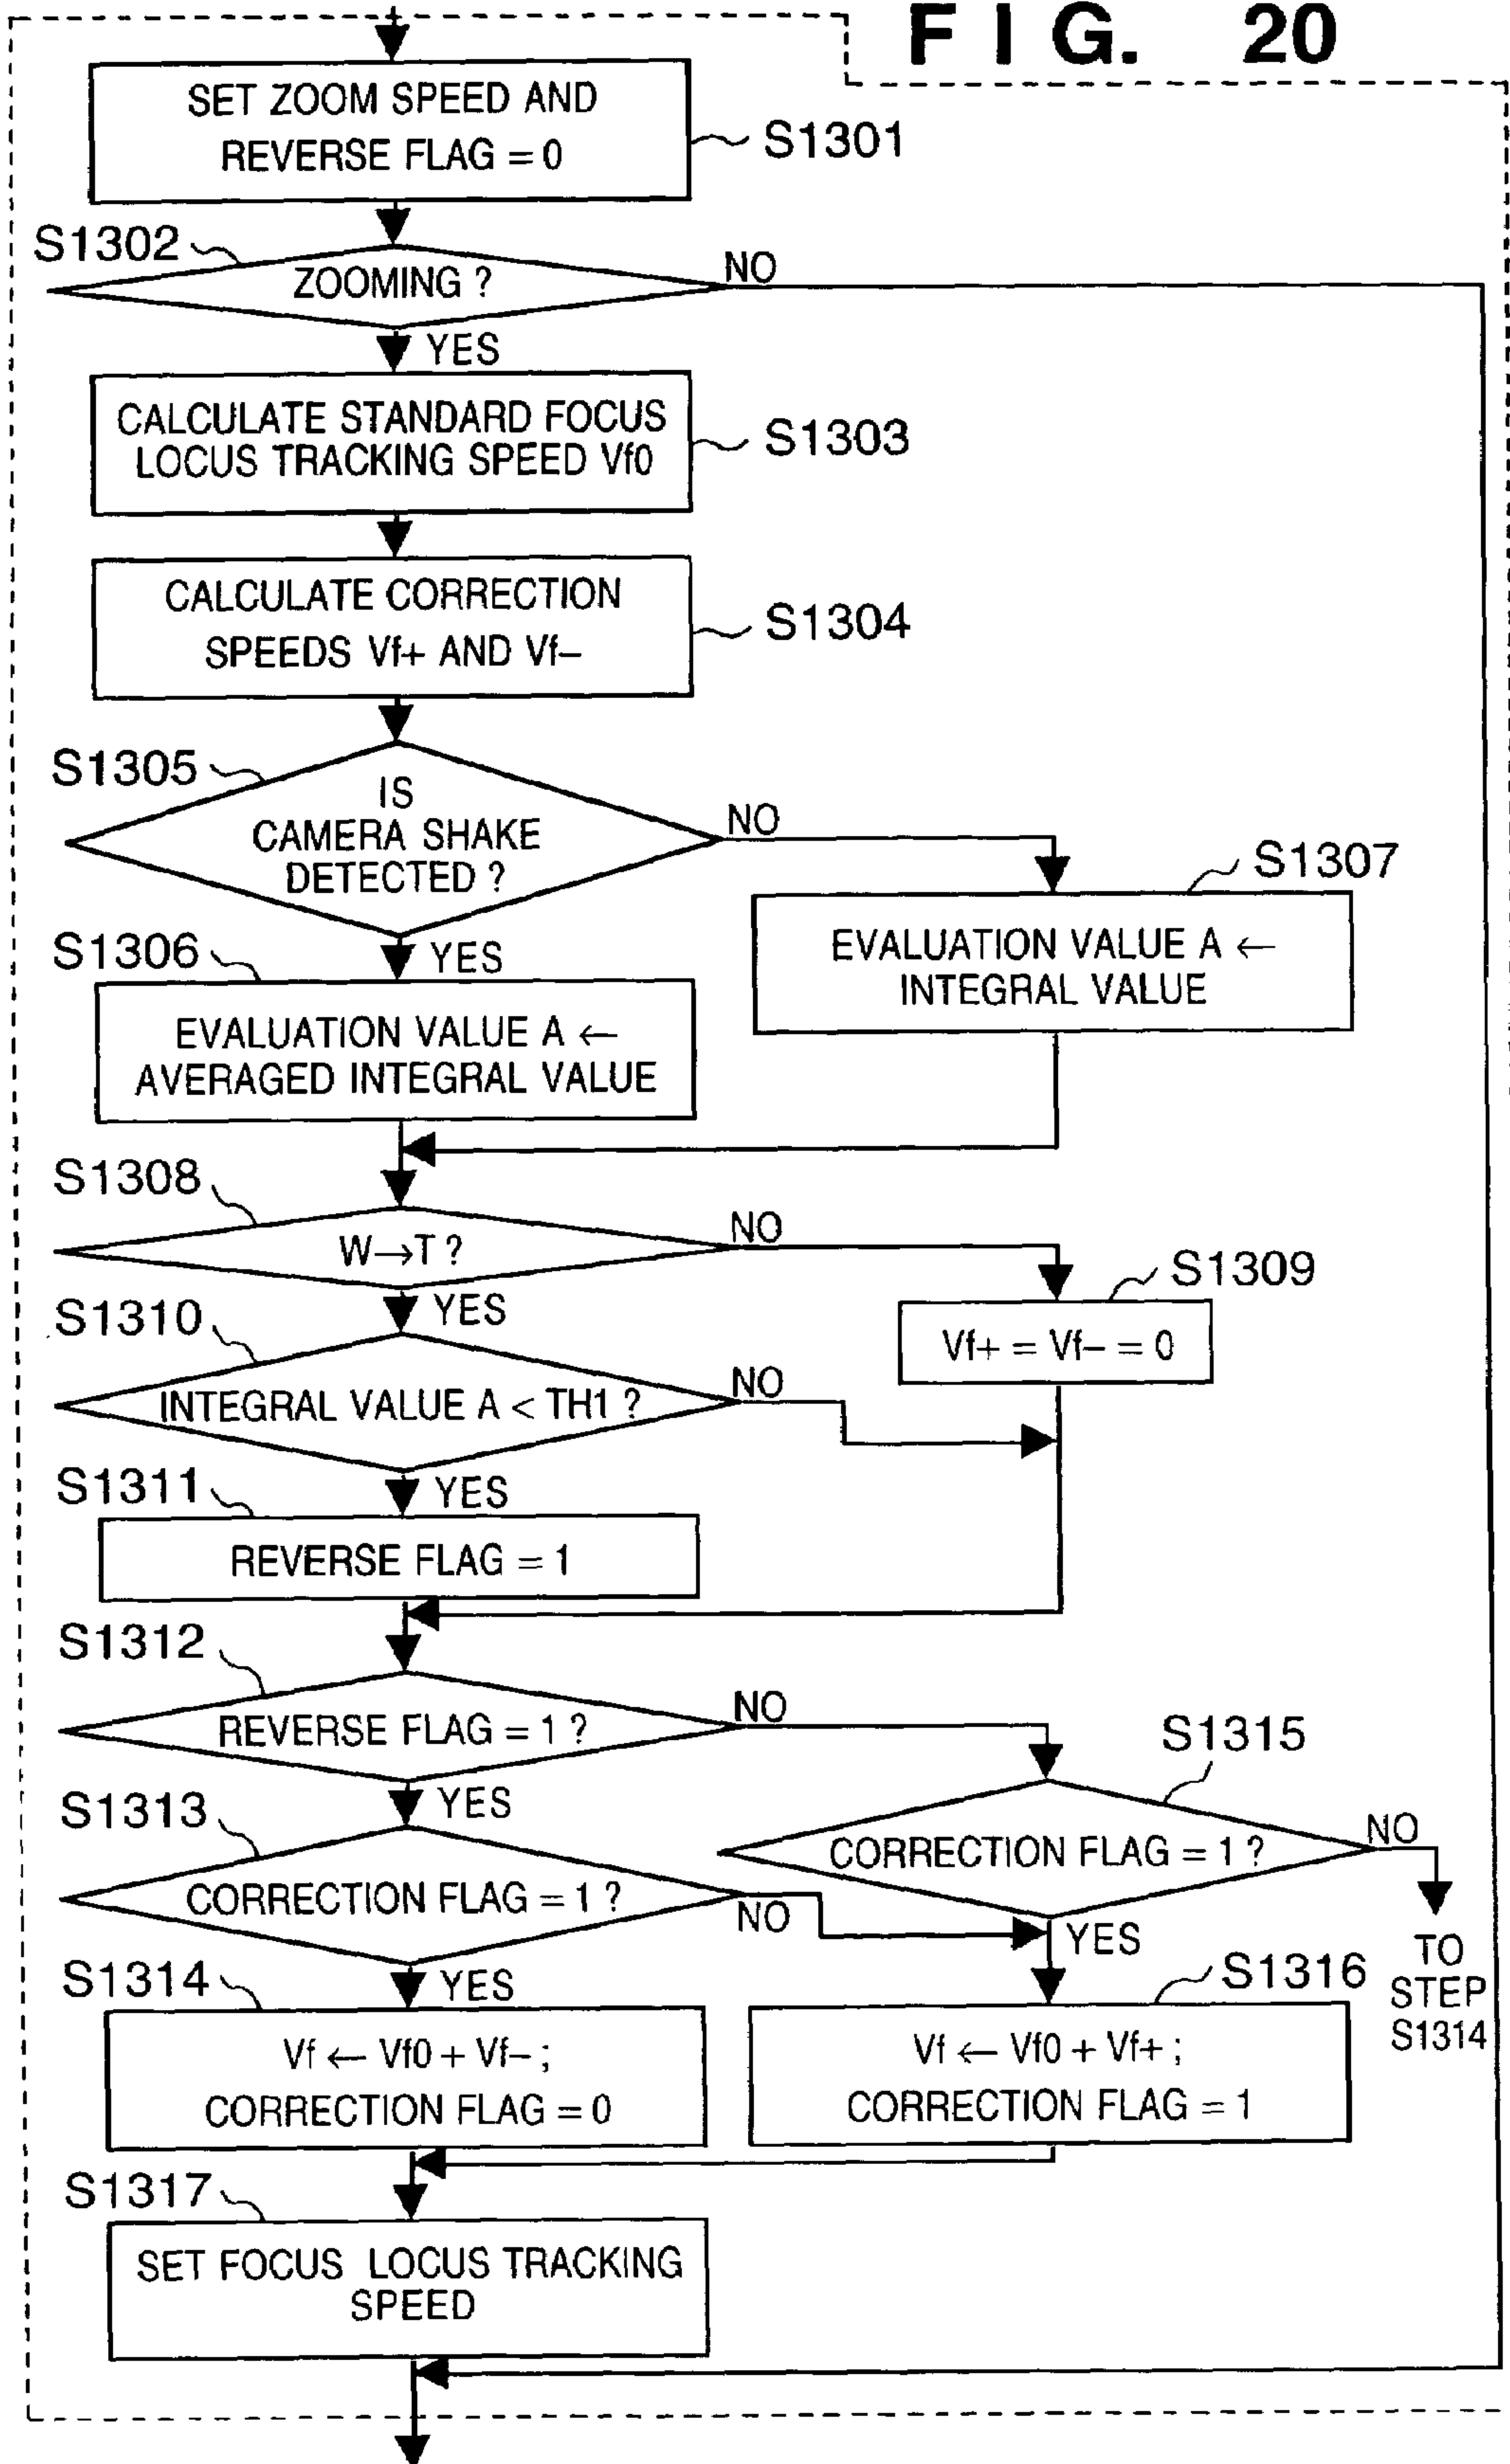 FIG. 20
SET ZOOM SPEED AND
REVERSE FLAG = 0
S1301
S1302
ZOOMING ?
NO
YES
CALCULATE STANDARD FOCUS
LOCUS TRACKING SPEED Vf0
S1303
CALCULATE CORRECTION
SPEEDS Vf+ AND Vf−
S1304
S1305
IS
CAMERA SHAKE
DETECTED ?
NO
YES
S1307
EVALUATION VALUE A ←
INTEGRAL VALUE
S1306
EVALUATION VALUE A ←
AVERAGED INTEGRAL VALUE
S1308
W→T ?
NO
YES
S1309
Vf+ = Vf− = 0
S1310
INTEGRAL VALUE A < TH1 ?
NO
YES
S1311
REVERSE FLAG = 1
S1312
REVERSE FLAG = 1 ?
NO
YES
S1315
CORRECTION FLAG = 1 ?
NO
YES
TO
STEP
S1314
S1313
CORRECTION FLAG = 1 ?
NO
YES
S1314
Vf ← Vf0 + Vf− ;
CORRECTION FLAG = 0
S1316
Vf ← Vf0 + Vf+ ;
CORRECTION FLAG = 1
S1317
SET FOCUS LOCUS TRACKING
SPEED